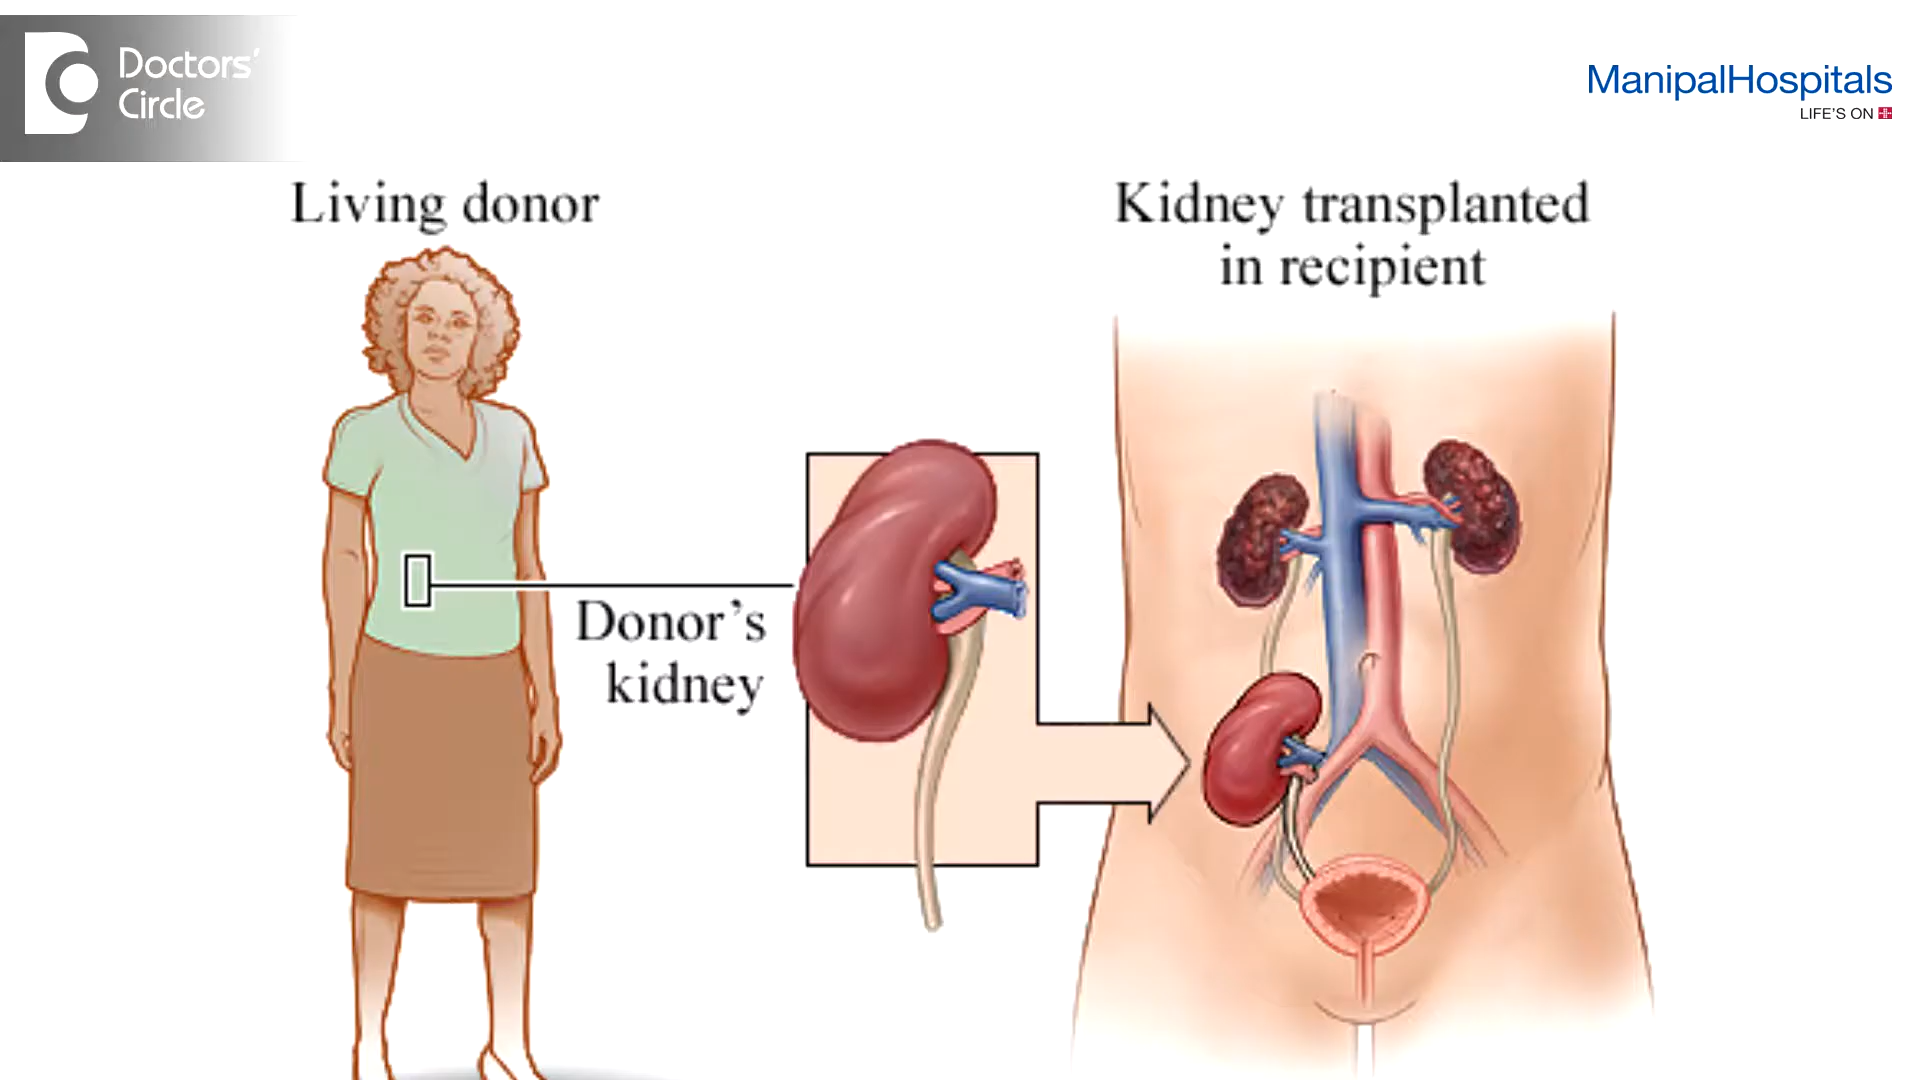 Doctors'
Circle
ManipalHospitals
LIFE'S ON
Living donor
Kidney transplanted
in recipient
Donor's
kidney